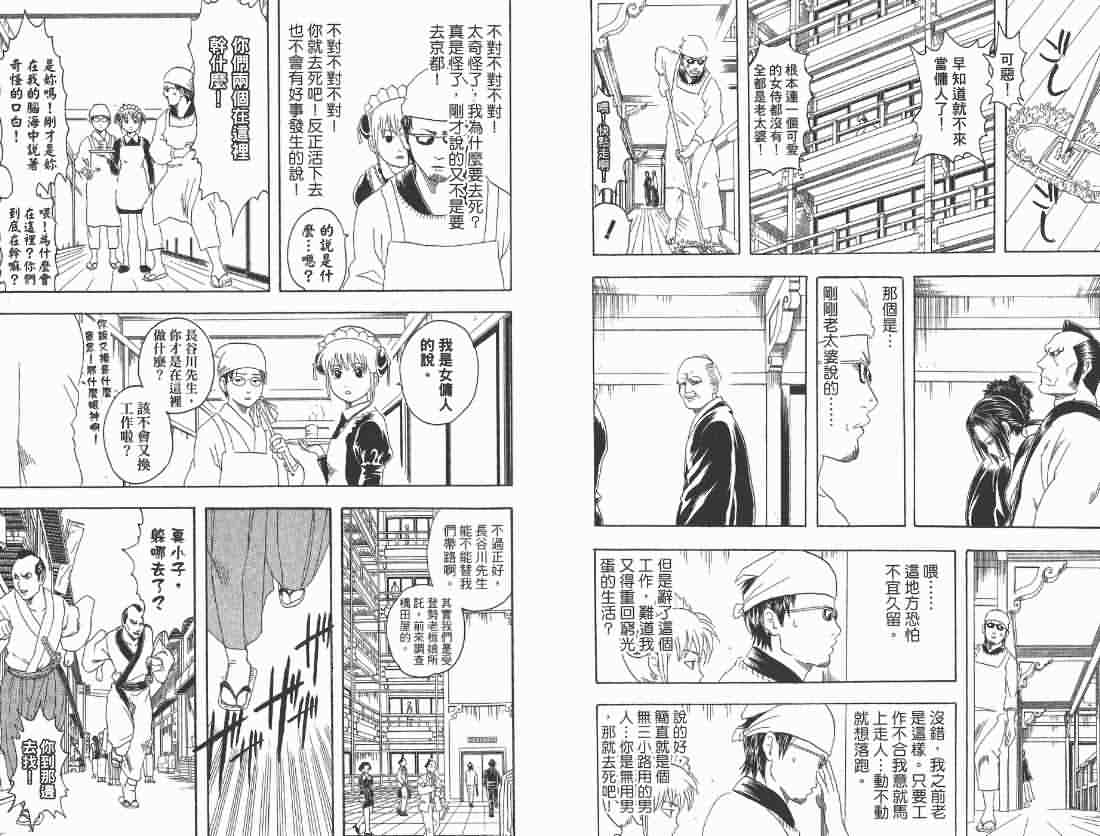 可惡！
早知道就不來
當傭人了！
根本連一個可愛
的女侍都沒有！
全都是老太婆！
喂！快點走啊！
！
那個是…
剛剛老太婆說的……
喂……
這地方恐怕
不宜久留。
但是辭了這個
工作，難道我
又得重回窮光
蛋的生活？
沒錯，我之前老
是這樣。只要工
作不合我意就馬
上走人…動不動
就想落跑。
說的好，
簡直就是個
無三小路用的男
人…你是無用男
，那就去死吧！
不對不對不對！
太奇怪了，我為什麼要去死？
真是怪了，剛才說的又不是要
去京都！
不對不對不對！
你就去死吧！反正活下去
也不會有好事發生的說！
的說是什
麼…嗯？
你們兩個在這裡
幹什麼！
是妳嗎！剛才是妳
在我的腦海中說著
奇怪的口白！
喂！為什麼會
在這裡？你們
到底在幹嘛？
我是女傭人
的說。
長谷川先生，
你才是在這裡
做什麼？
該不會又換
工作啦？
不過正好，
長谷川先生
能不能替我
們帶路啊。
其實我們是受
登勢老板娘所
託，前來調查
橋田屋的。
臭小子，
躲哪去了？
你到那邊
去找！